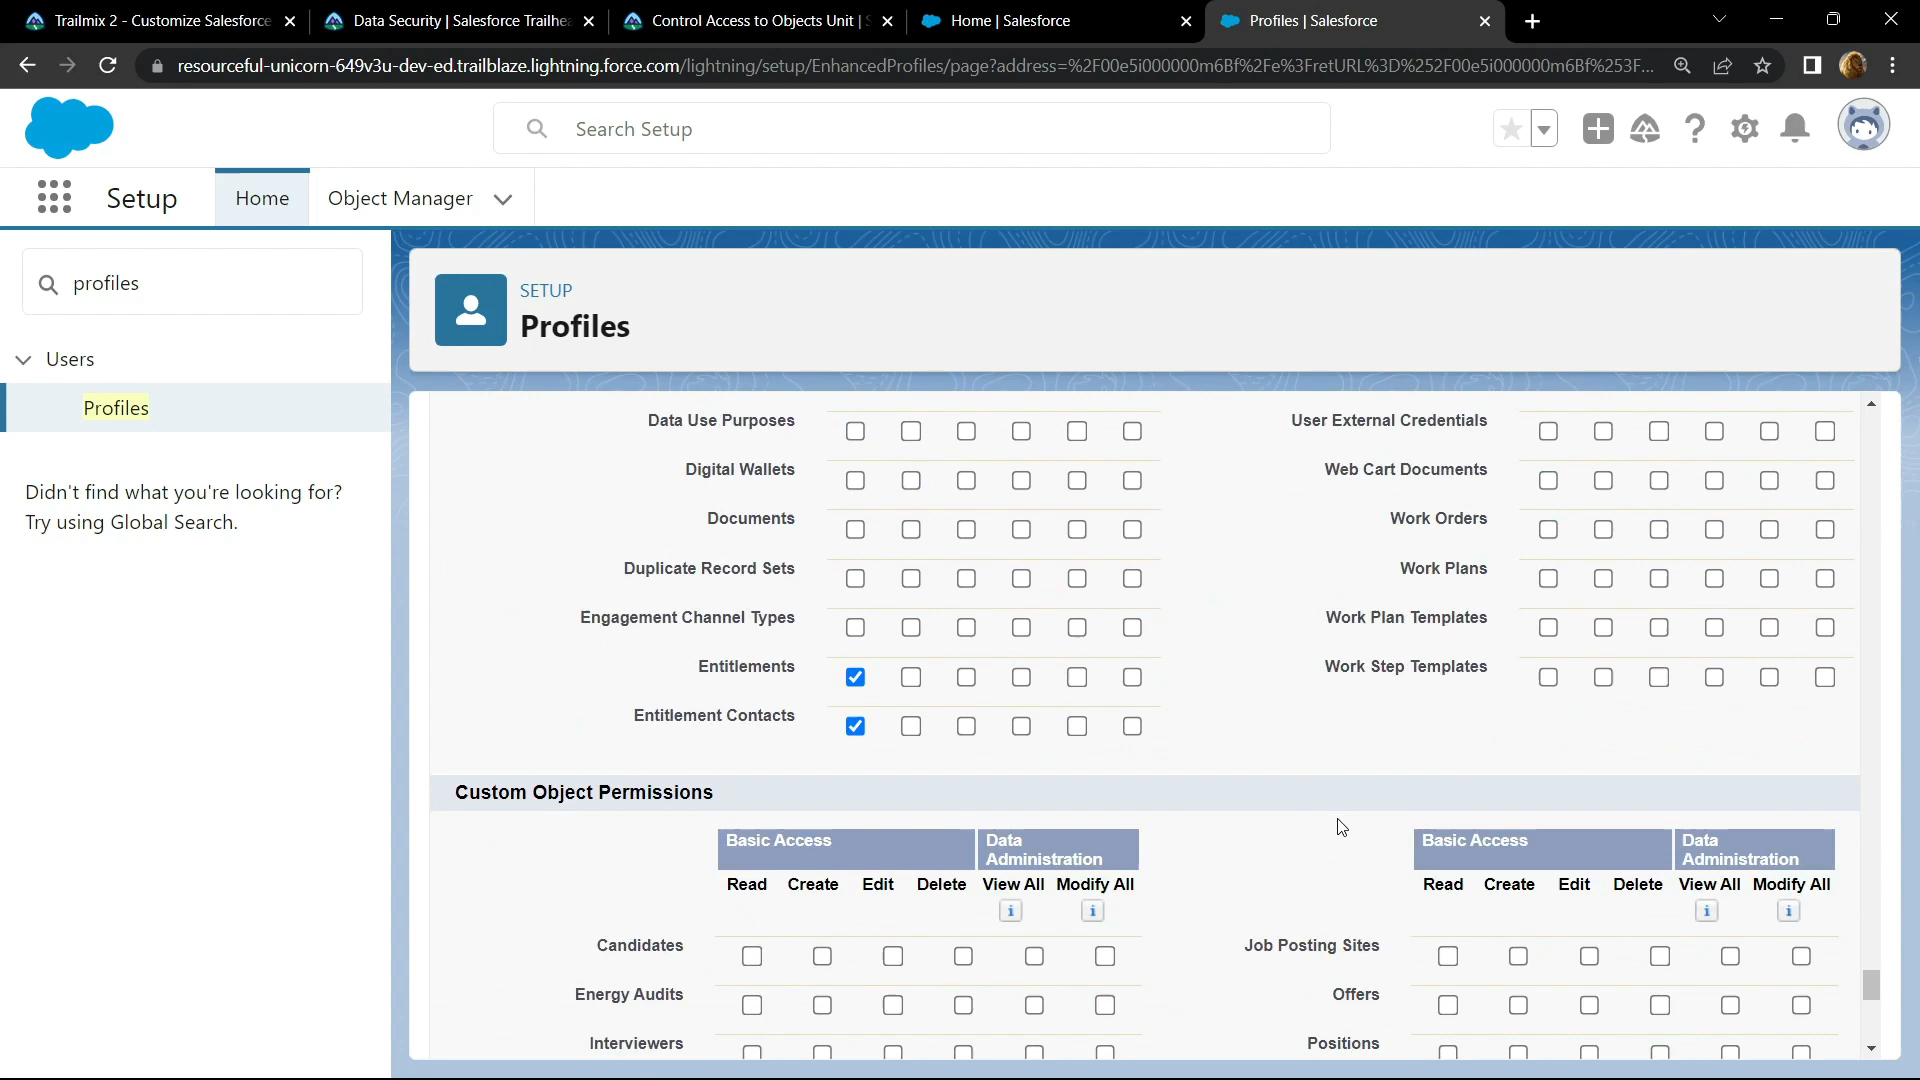 Trailmix 2 - Customize Salesforce
Data Security | Salesforce Trailhe
Control Access to Objects Unit | S
Home | Salesforce
Profiles | Salesforce
resourceful-unicorn-649v3u-dev-ed.trailblaze.lightning.force.com/lightning/setup/EnhancedProfiles/page?address=%2F00e5i000000m6Bf%2Fe%3FretURL%3D%252F00e5i000000m6Bf%253F...
Search Setup
Setup
Home
Object Manager
profiles
Users
Profiles
Didn't find what you're looking for?
Try using Global Search.
SETUP
Profiles
Data Use Purposes
User External Credentials
Digital Wallets
Web Cart Documents
Documents
Work Orders
Duplicate Record Sets
Work Plans
Engagement Channel Types
Work Plan Templates
Entitlements
Work Step Templates
Entitlement Contacts
Custom Object Permissions
Basic Access
Data
Administration
Basic Access
Data
Administration
Read Create Edit Delete View All Modify All
Read Create Edit Delete View All Modify All
Candidates
Job Posting Sites
Energy Audits
Offers
Interviewers
Positions